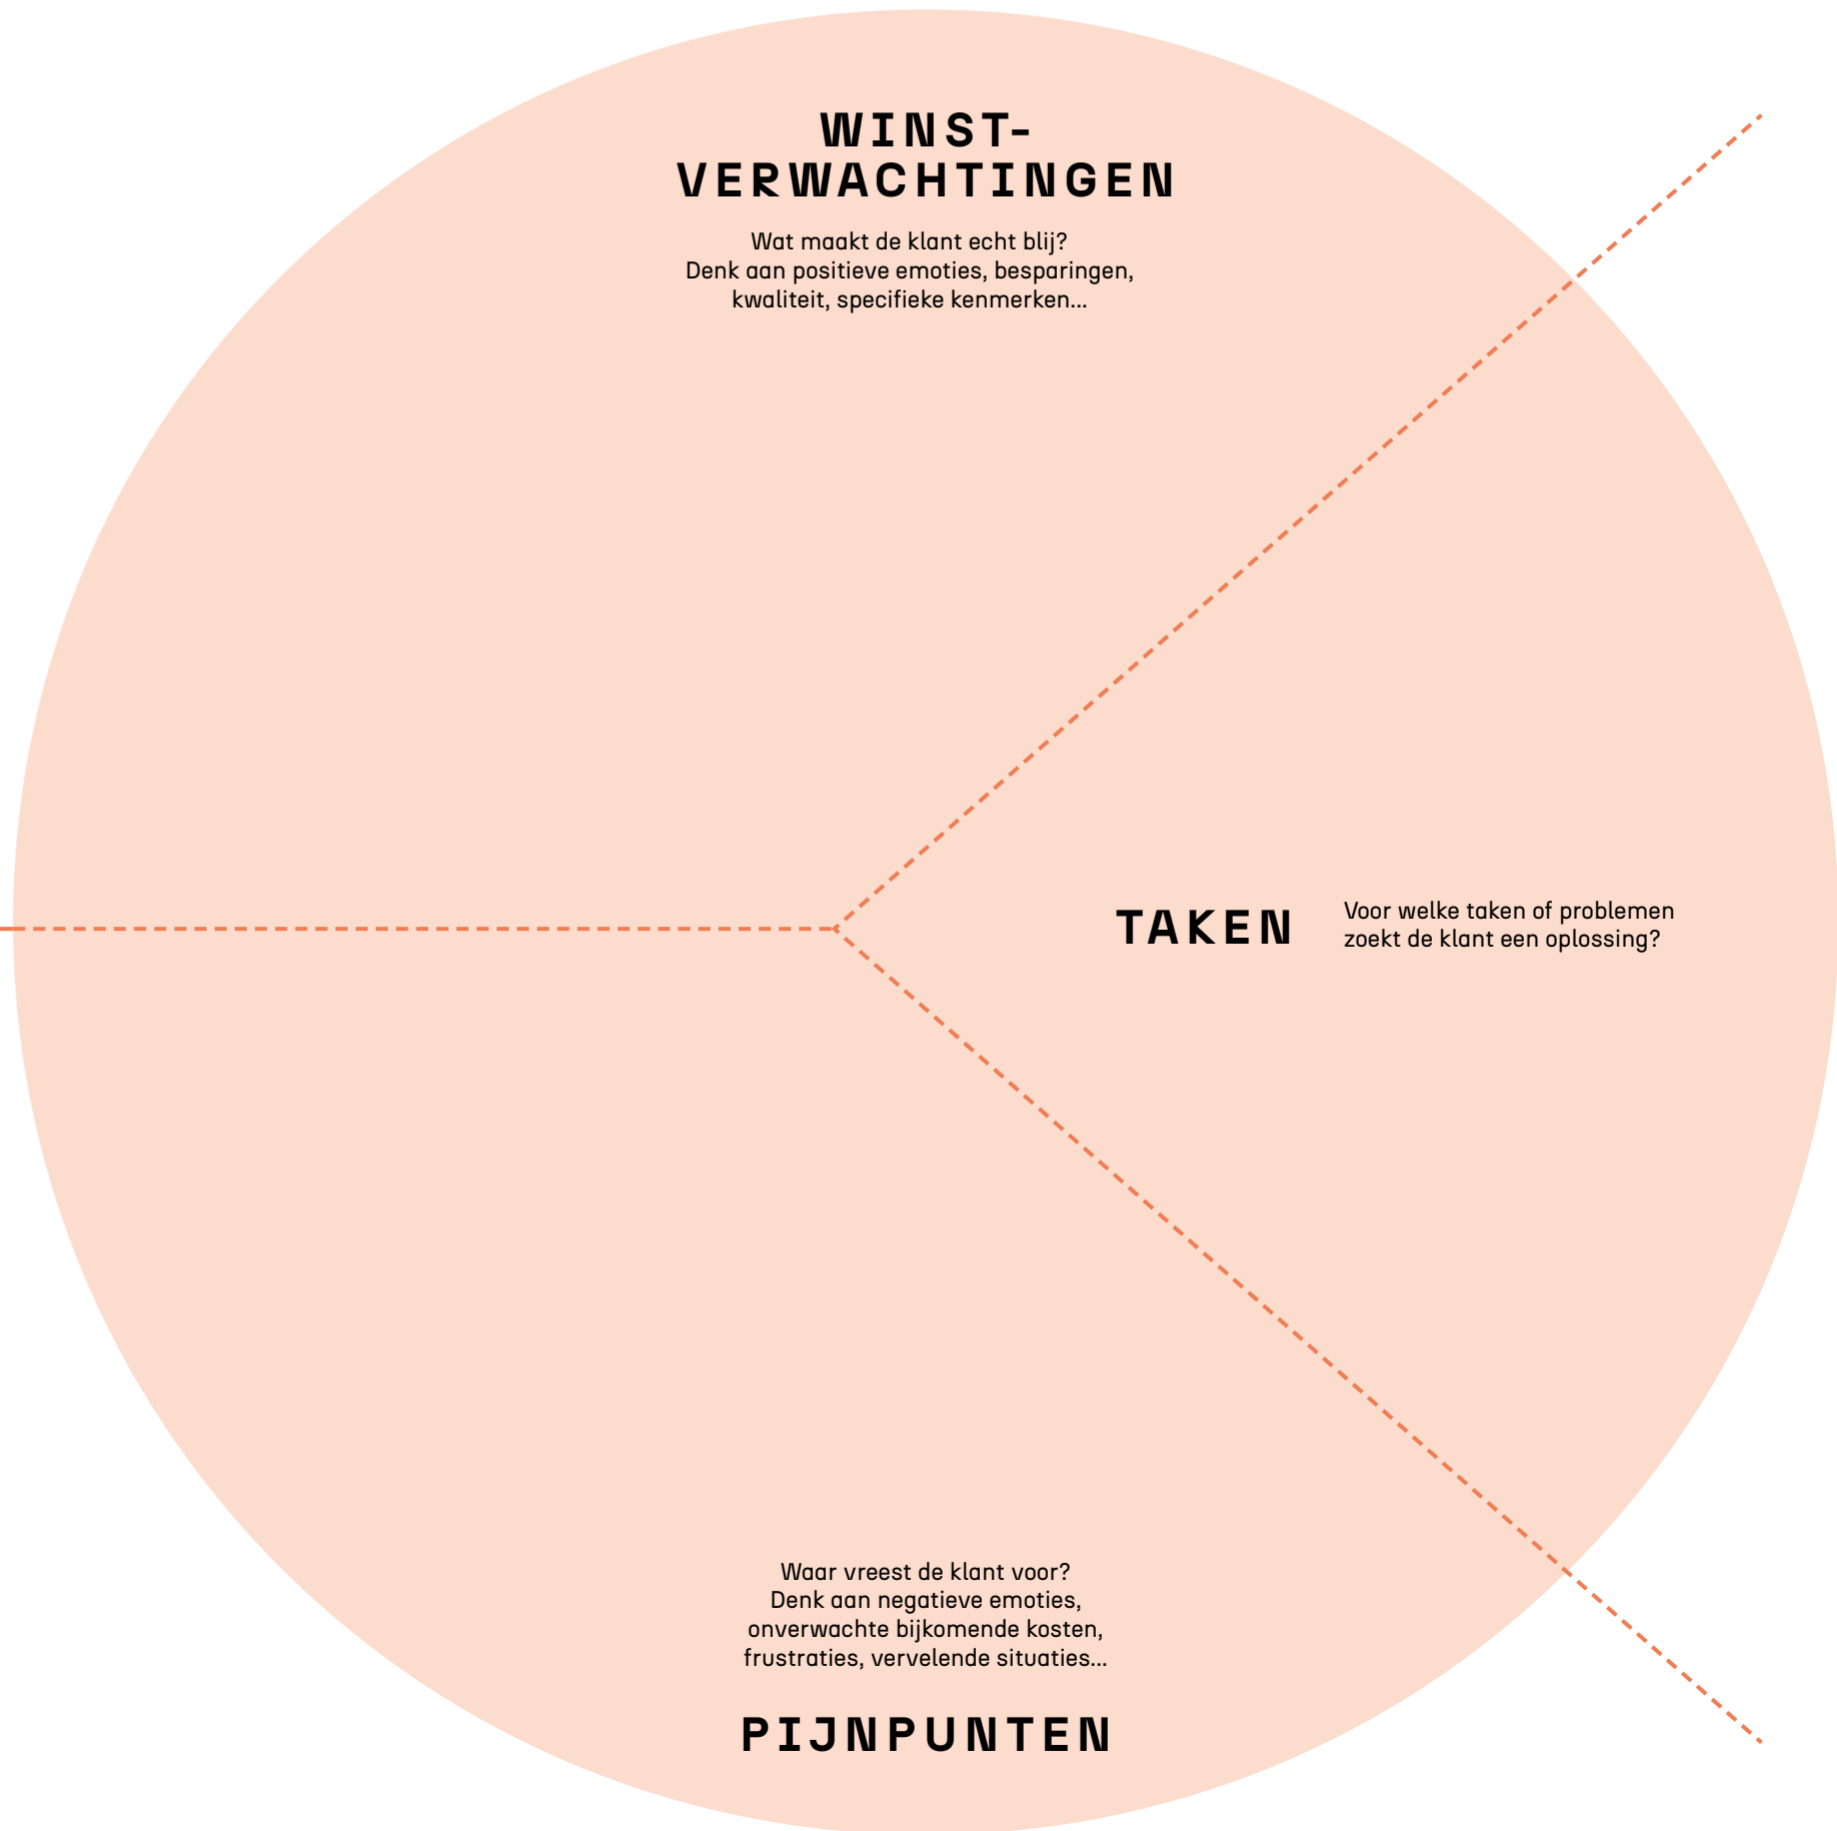 WINST-
VERWACHTINGEN
Wat maakt de klant echt blij?
Denk aan positieve emoties, besparingen,
kwaliteit, specifieke kenmerken...
TAKEN
Voor welke taken of problemen
zoekt de klant een oplossing?
Waar vreest de klant voor?
Denk aan negatieve emoties,
onverwachte bijkomende kosten,
frustraties, vervelende situaties...
PIJNPUNTEN